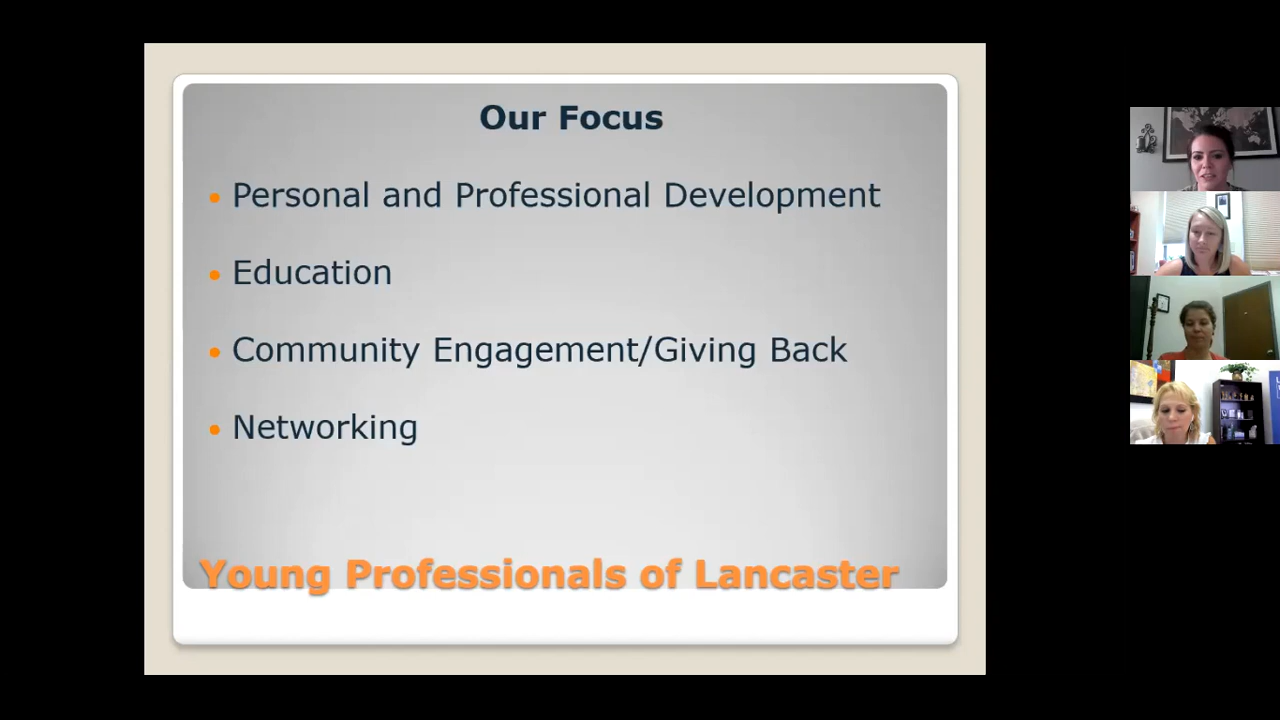 Our Focus
Personal and Professional Development
Education
Community Engagement/Giving Back
Networking
Young Professionals of Lancaster